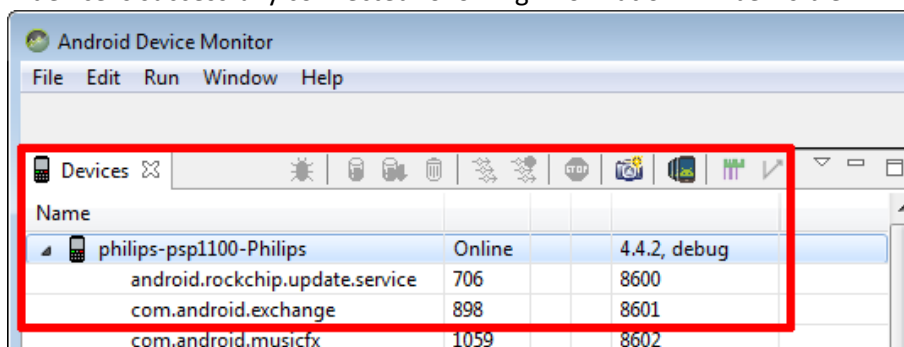 Android Device Monitor
File Edit Run Window Help
Devices
STOP
Name
philips-psp1100-Philips Online 4.4.2, debug
android.rockchip.update.service 706 8600
com.android.exchange 898 8601
com.android.musicfx 1059 8602